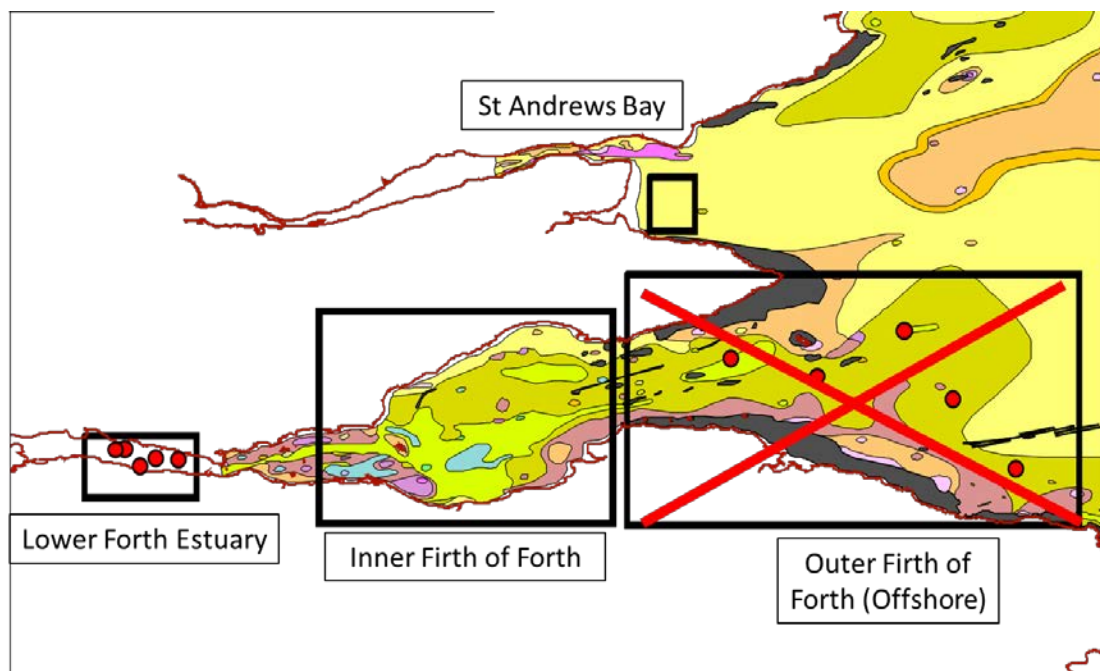 St Andrews Bay
Lower Forth Estuary
Inner Firth of Forth
Outer Firth of
Forth (Offshore)